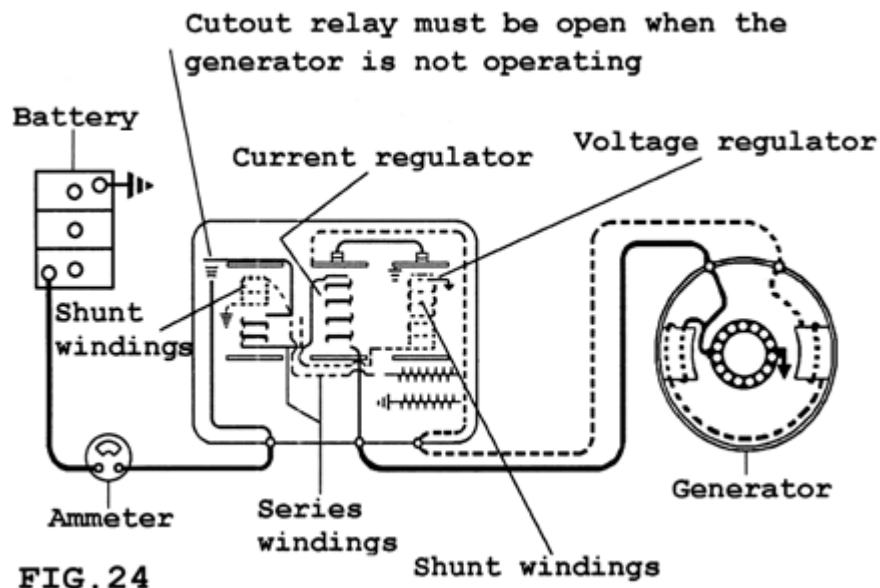 Cutout relay must be open when the
generator is not operating
Battery
Current regulator
Voltage regulator
Shunt
windings
Ammeter
Series
windings
Shunt windings
Generator
FIG.24